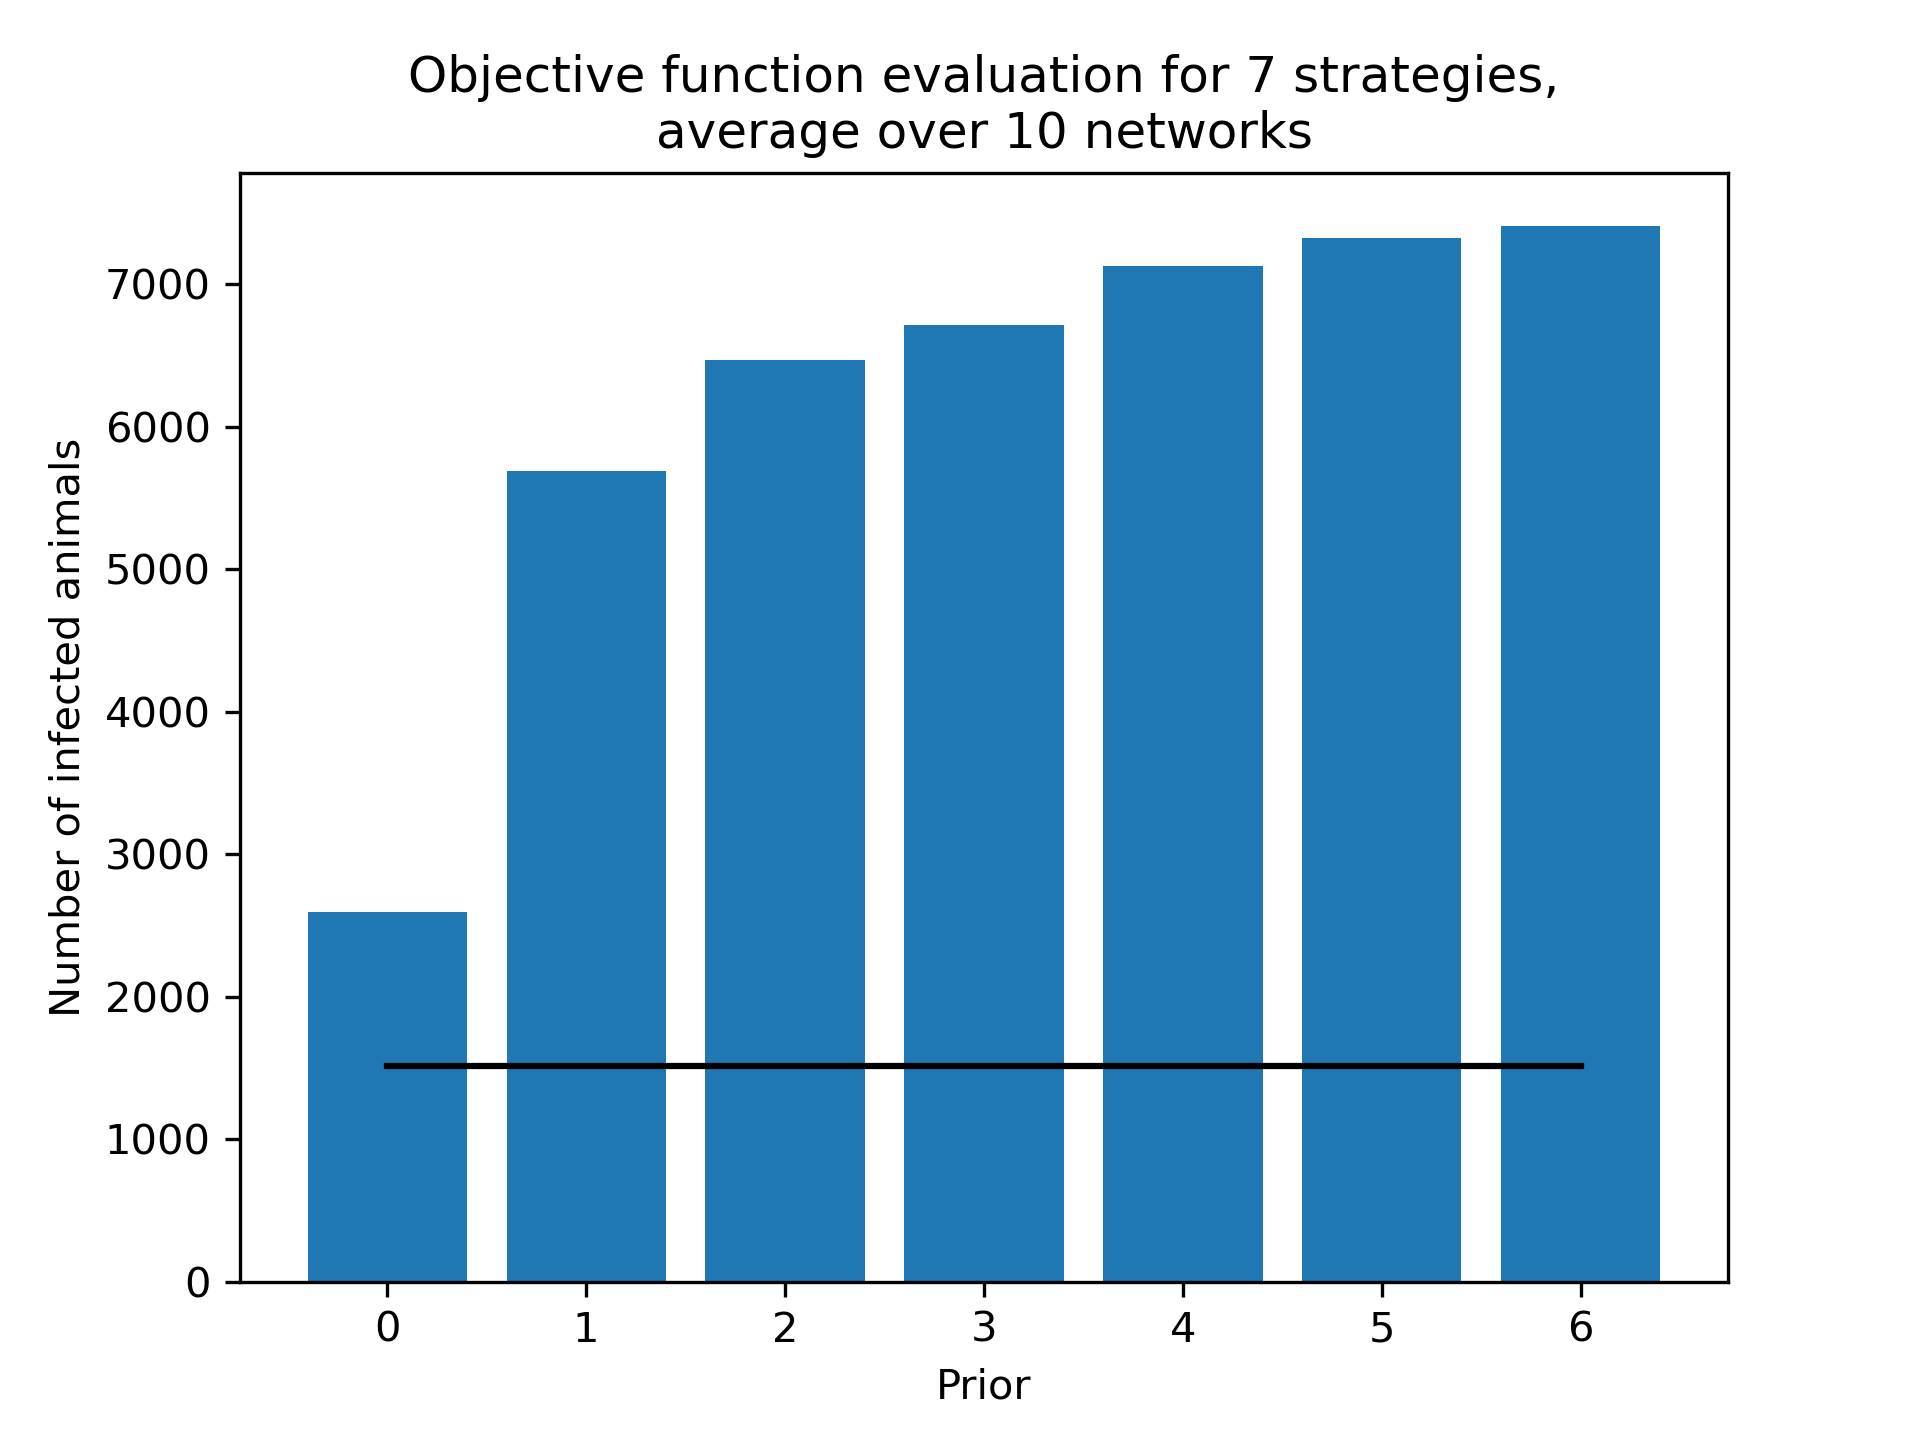 Objective function evaluation for 7 strategies,
average over 10 networks
Number of infected animals
7000
6000
5000
4000
3000
2000
1000
0
0 1 2 3 4 5 6
Prior